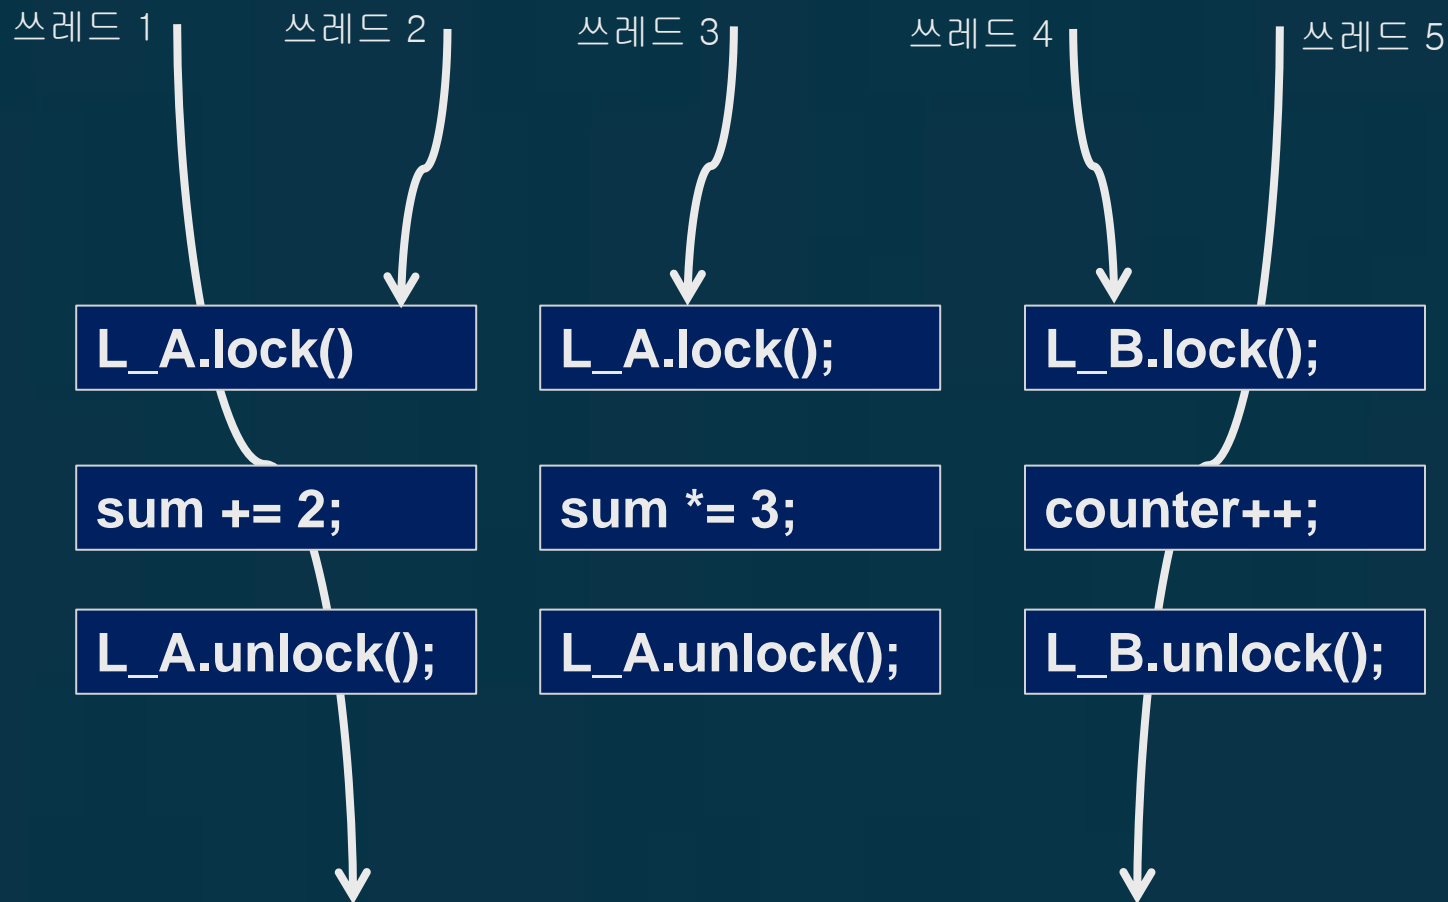 쓰레드 1
쓰레드 2
쓰레드 3
쓰레드 4
쓰레드 5
L_A.lock()
sum += 2;
L_A.unlock();
L_A.lock();
sum *= 3;
L_A.unlock();
L_B.lock();
counter++;
L_B.unlock();